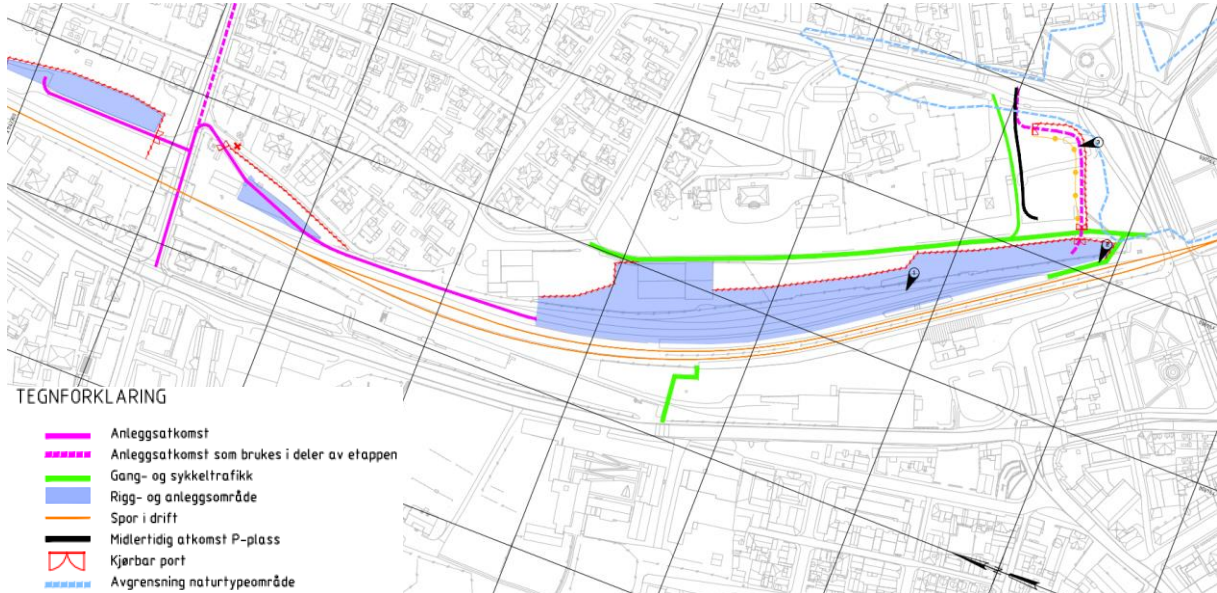 TEGNFORKLARING
Anleggsatkomst
Anleggsatkomst som brukes i deler av etappen
Gang- og sykkeltrafikk
Rigg- og anleggsområde
Spor i drift
Midlertidig atkomst P-plass
Kjørbar port
Avgrensning naturtypeområde